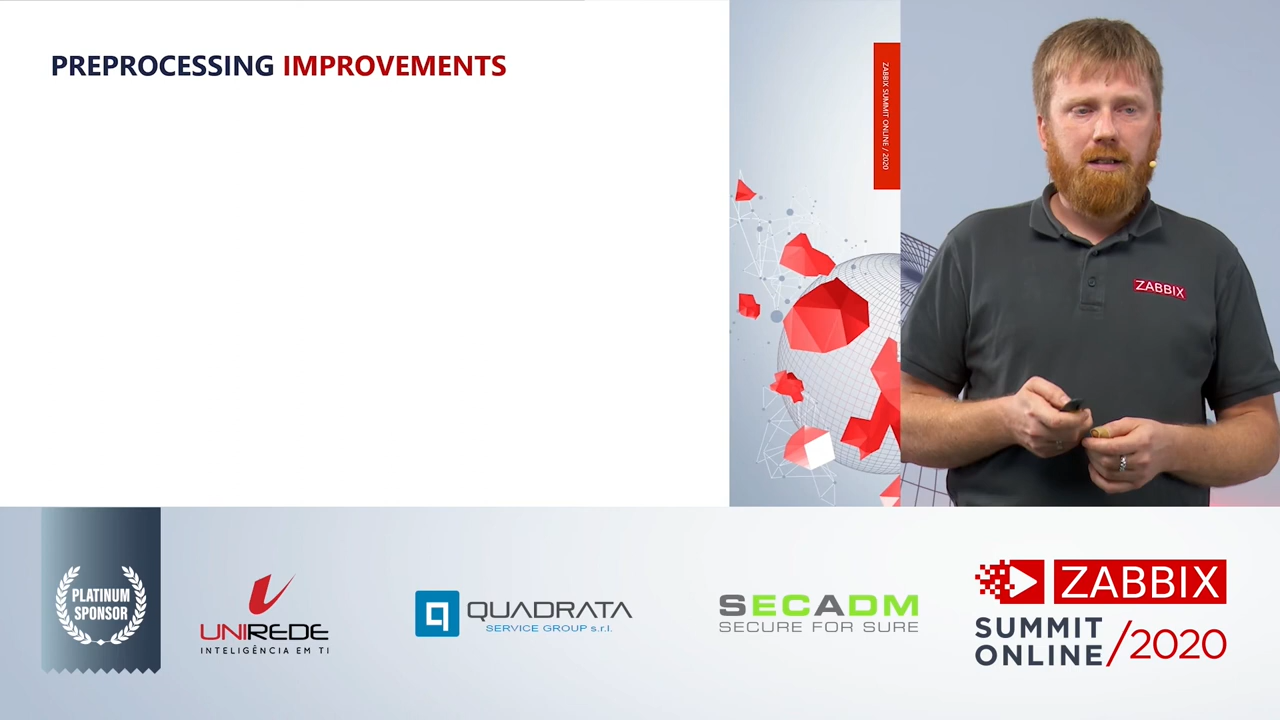 PREPROCESSING IMPROVEMENTS
ZABBIX SUMMIT ONLINE / 2020
ZABBIX
PLATINUM
SPONSOR
UNIREDE
INTELIGÊNCIA EM TI
QUADRATA
SERVICE GROUP s.r.l.
SECADM
SECURE FOR SURE
ZABBIX
SUMMIT
ONLINE /2020